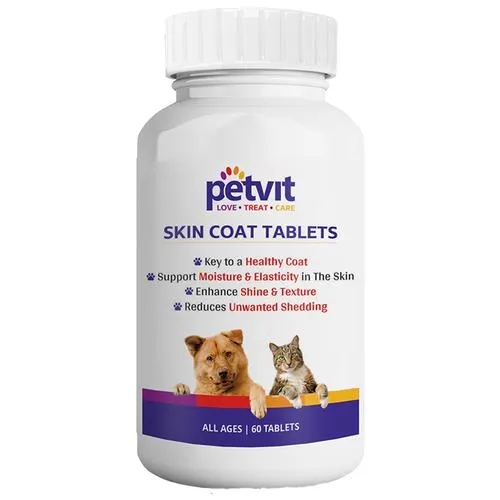 petvit
LOVE • TREAT • CARE
SKIN COAT TABLETS
Key to a Healthy Coat
Support Moisture & Elasticity in The Skin
Enhance Shine & Texture
Reduces Unwanted Shedding
ALL AGES | 60 TABLETS